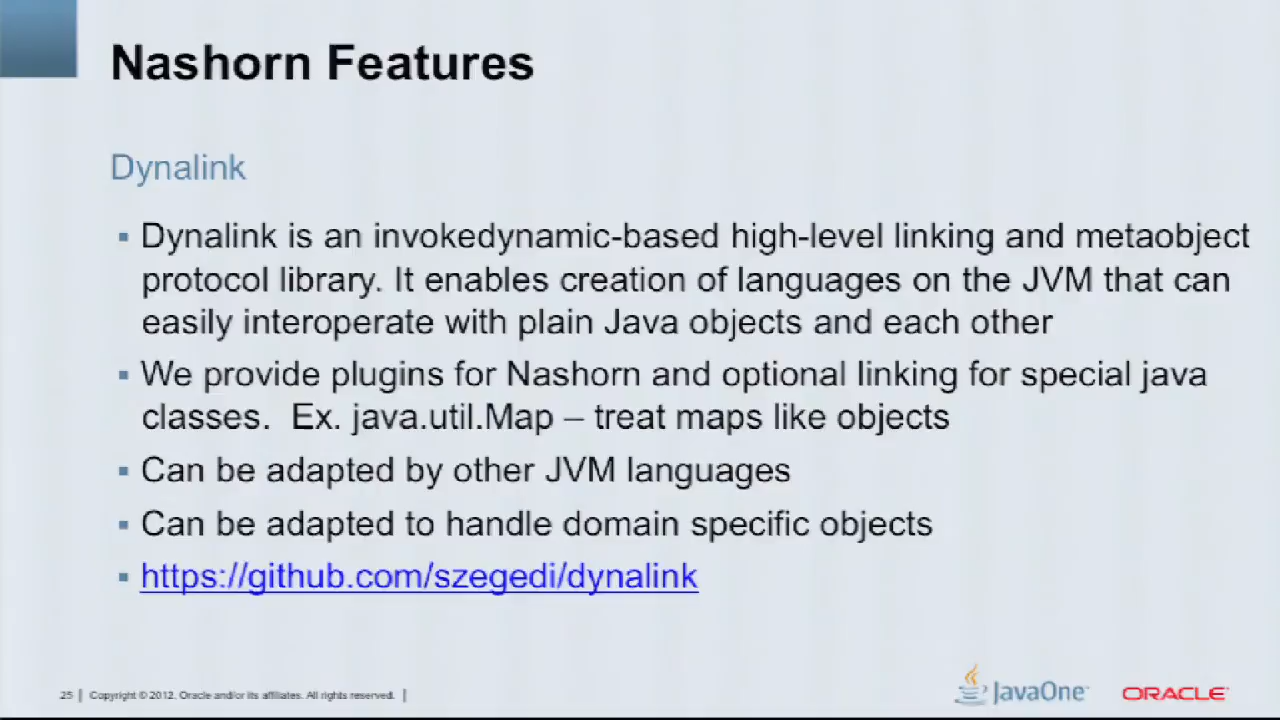 Nashorn Features
Dynalink
▪ Dynalink is an invokedynamic-based high-level linking and metaobject
protocol library. It enables creation of languages on the JVM that can
easily interoperate with plain Java objects and each other
▪ We provide plugins for Nashorn and optional linking for special java
classes.  Ex. java.util.Map – treat maps like objects
▪ Can be adapted by other JVM languages
▪ Can be adapted to handle domain specific objects
▪ https://github.com/szegedi/dynalink
25 | Copyright © 2012, Oracle and/or its affiliates. All rights reserved. |
JavaOne
ORACLE